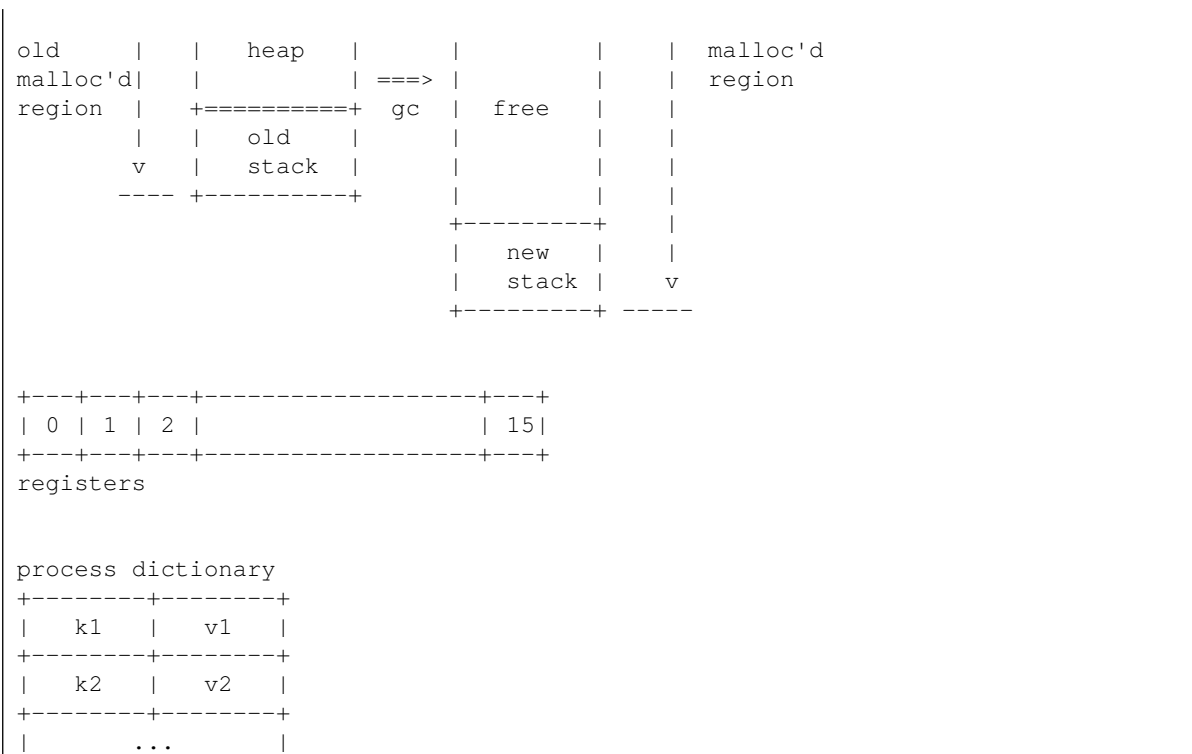 old | | heap | | | | malloc'd
malloc'd| | | ===> | | | region
region | +==========+ gc | free | |
| | old | | | |
v | stack | | | |
---- +----------+ | | |
+---------+ |
| new | |
| stack | v
+---------+ -----
+---+---+---+-------------------+---+
| 0 | 1 | 2 | | 15|
+---+---+---+-------------------+---+
registers
process dictionary
+--------+--------+
| k1 | v1 |
+--------+--------+
| k2 | v2 |
+--------+--------+
| ... |